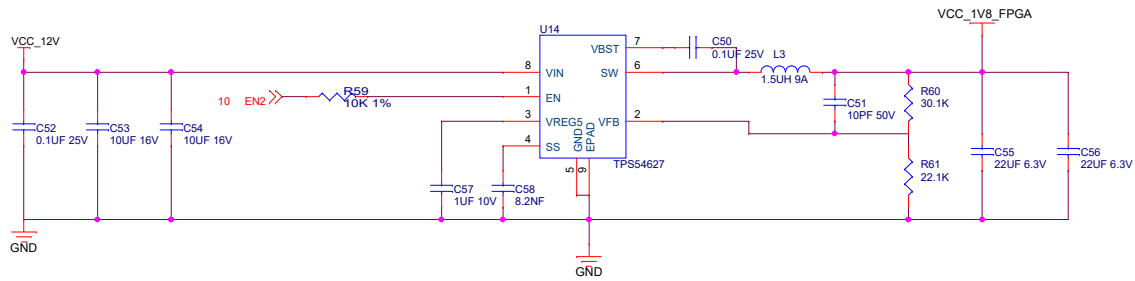 VCC_1V8_FPGA
U14
VCC_12V
7
VBST
C50
0.1UF 25V
L3
1.5UH 9A
8
VIN
6
SW
10 EN2
R59
10K 1%
1
EN
C51
10PF 50V
R60
30.1K
C52
0.1UF 25V
C53
10UF 16V
C54
10UF 16V
3
VREG5
2
VFB
4
SS
GND
EPAD
TPS54627
5
9
R61
22.1K
C55
22UF 6.3V
C56
22UF 6.3V
C57
1UF 10V
C58
8.2NF
GND
GND